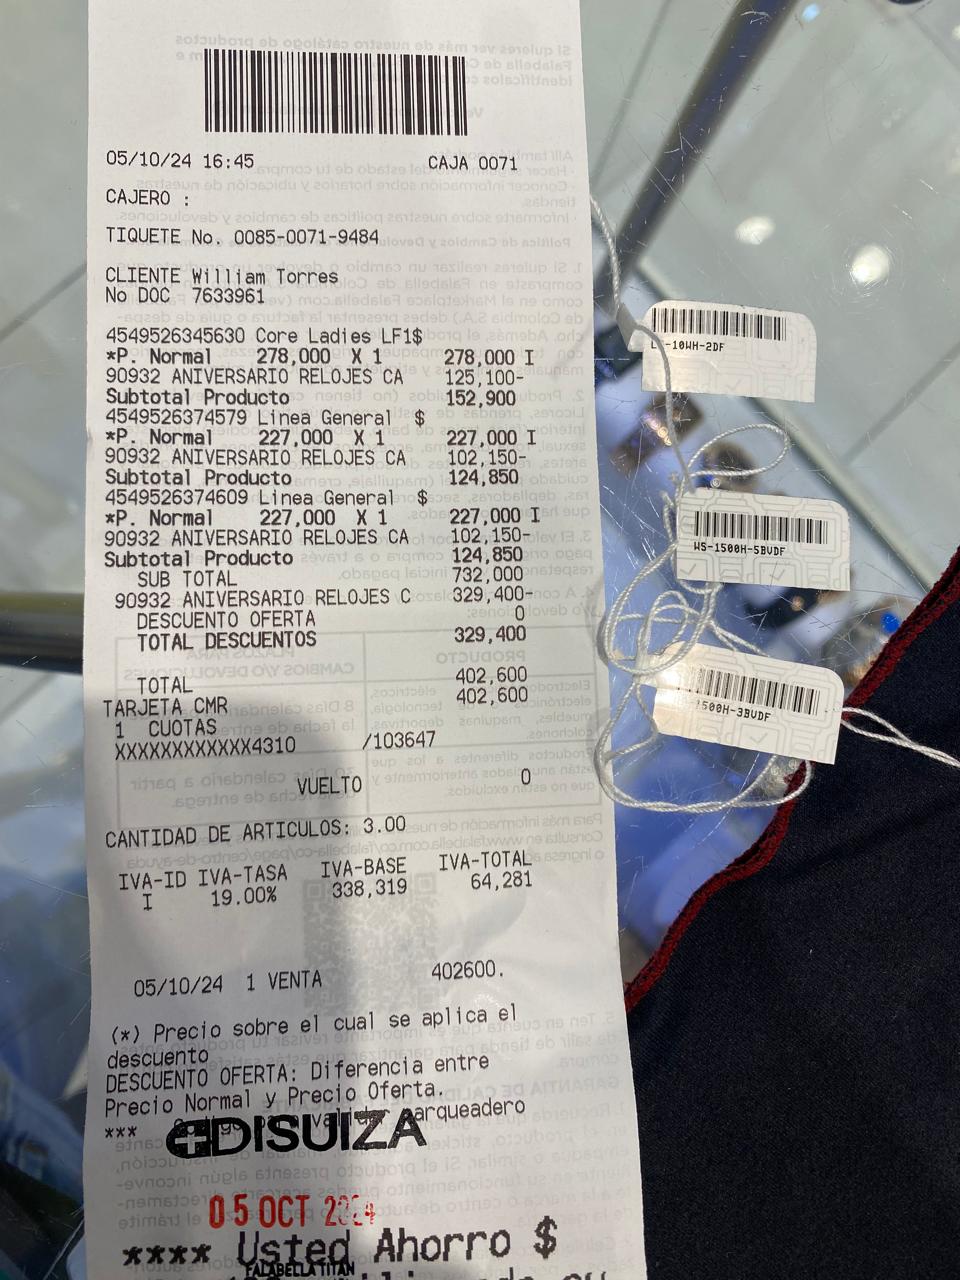 05/10/24 16:45 CAJA 0071
CAJERO :
TIQUETE No. 0085-0071-9484
CLIENTE William Torres
No DOC 7633961
4549526345630 Core Ladies LF1$
*P. Normal 278,000 X 1 278,000 I
90932 ANIVERSARIO RELOJES CA 125,100-
Subtotal Producto 152,900
4549526374579 Linea General $
*P. Normal 227,000 X 1 227,000 I
90932 ANIVERSARIO RELOJES CA 102,150-
Subtotal Producto 124,850
4549526374609 Linea General $
*P. Normal 227,000 X 1 227,000 I
90932 ANIVERSARIO RELOJES CA 102,150-
Subtotal Producto 124,850
SUB TOTAL 732,000
90932 ANIVERSARIO RELOJES C 329,400-
DESCUENTO OFERTA 0
TOTAL DESCUENTOS 329,400
TOTAL 402,600
TARJETA CMR 402,600
1 CUOTAS
XXXXXXXXXXXX4310 /103647
VUELTO 0
CANTIDAD DE ARTICULOS: 3.00
IVA-ID IVA-TASA IVA-BASE IVA-TOTAL
I 19.00% 338,319 64,281
05/10/24 1 VENTA 402600.
(*) Precio sobre el cual se aplica el
descuento
DESCUENTO OFERTA: Diferencia entre
Precio Normal y Precio Oferta.
***
DISUIZA
05 OCT 2024
**** Usted Ahorro $
FALABELLA TITAN
-10WH-2DF
W5-1500H-5BVDF
1500H-3BVDF